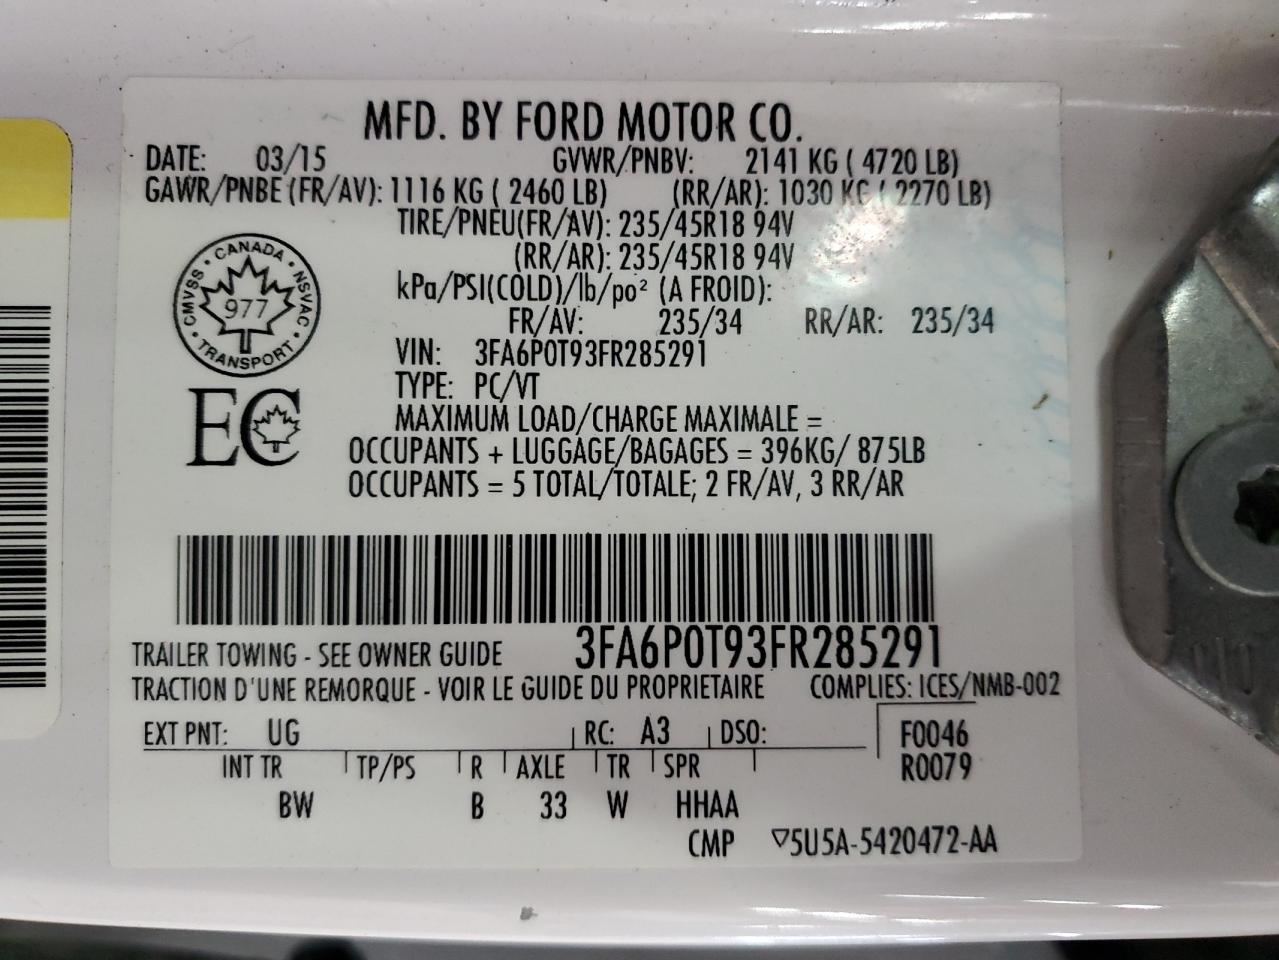 MFD. BY FORD MOTOR CO.
DATE: 03/15 GVWR/PNBV: 2141 KG ( 4720 LB)
GAWR/PNBE (FR/AV): 1116 KG ( 2460 LB) (RR/AR): 1030 KG ( 2270 LB)
TIRE/PNEU(FR/AV): 235/45R18 94V
(RR/AR): 235/45R18 94V
kPa/PSI(COLD)/lb/po² (A FROID):
FR/AV: 235/34 RR/AR: 235/34
CANADA • NSVAC • TRANSPORT • CMVSS •
977
VIN: 3FA6P0T93FR285291
TYPE: PC/VT
EC
MAXIMUM LOAD/CHARGE MAXIMALE =
OCCUPANTS + LUGGAGE/BAGAGES = 396KG/ 875LB
OCCUPANTS = 5 TOTAL/TOTALE; 2 FR/AV, 3 RR/AR
TRAILER TOWING - SEE OWNER GUIDE 3FA6P0T93FR285291
TRACTION D'UNE REMORQUE - VOIR LE GUIDE DU PROPRIETAIRE COMPLIES: ICES/NMB-002
EXT PNT: UG RC: A3 DSO: F0046
INT TR TP/PS R AXLE TR SPR R0079
BW B 33 W HHAA
CMP ▽5U5A-5420472-AA